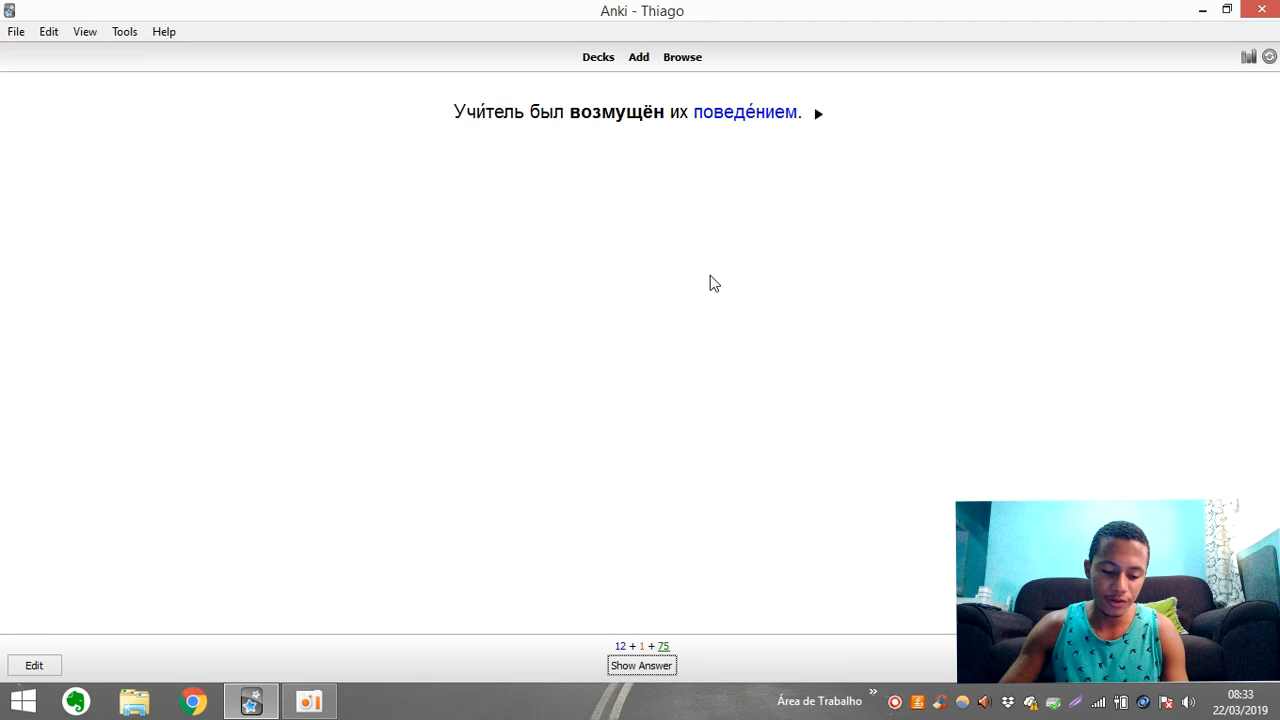 Anki - Thiago
File Edit View Tools Help
Decks Add Browse
Учи́тель был возмущён их поведе́нием.
12 + 1 + 75
Edit
Show Answer
Área de Trabalho
»
08:33
22/03/2019